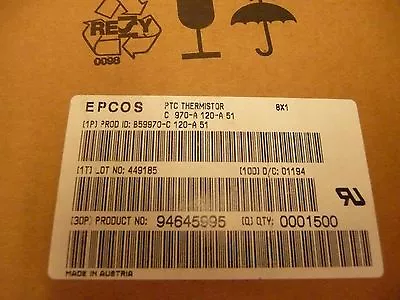 REZY
0098
EPCOS PTC THERMISTOR 8X1
C 970-A 120-A 51
[1P] PROD ID: B59970-C 120-A 51
[1T] LOT NO: 449185 [10D] D/C: 01194
[30P] PRODUCT NO: 94645995 [Q] QTY: 0001500
MADE IN AUSTRIA